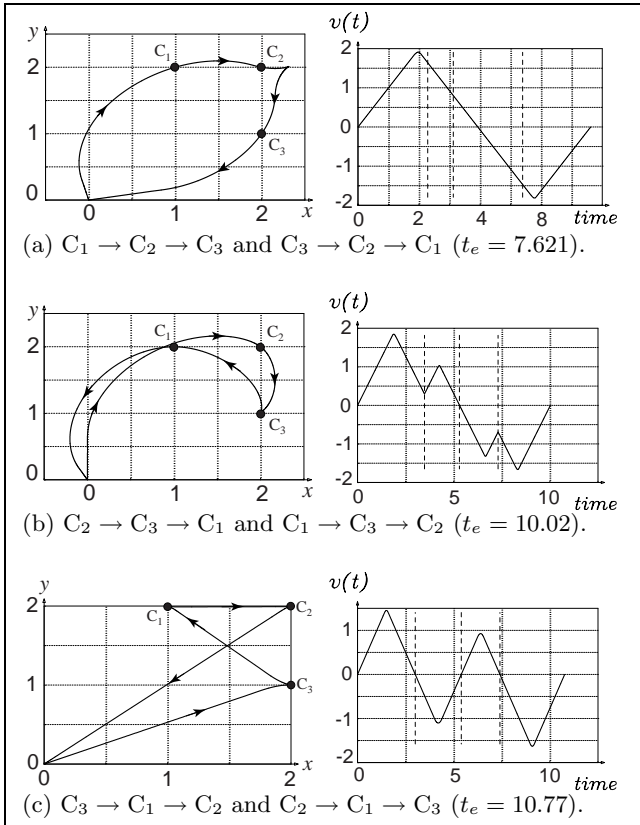 y
2
1
0
0
1
2
x
C1
C2
C3
v(t)
2
1
0
-1
-2
0
2
4
6
8
time
(a) C1 → C2 → C3 and C3 → C2 → C1 (te = 7.621).
y
2
1
0
0
1
2
x
C1
C2
C3
v(t)
2
1
0
-1
-2
0
5
10
time
(b) C2 → C3 → C1 and C1 → C3 → C2 (te = 10.02).
y
2
1
0
0
1
2
x
C1
C2
C3
v(t)
1
0
-1
-2
0
5
10
time
(c) C3 → C1 → C2 and C2 → C1 → C3 (te = 10.77).